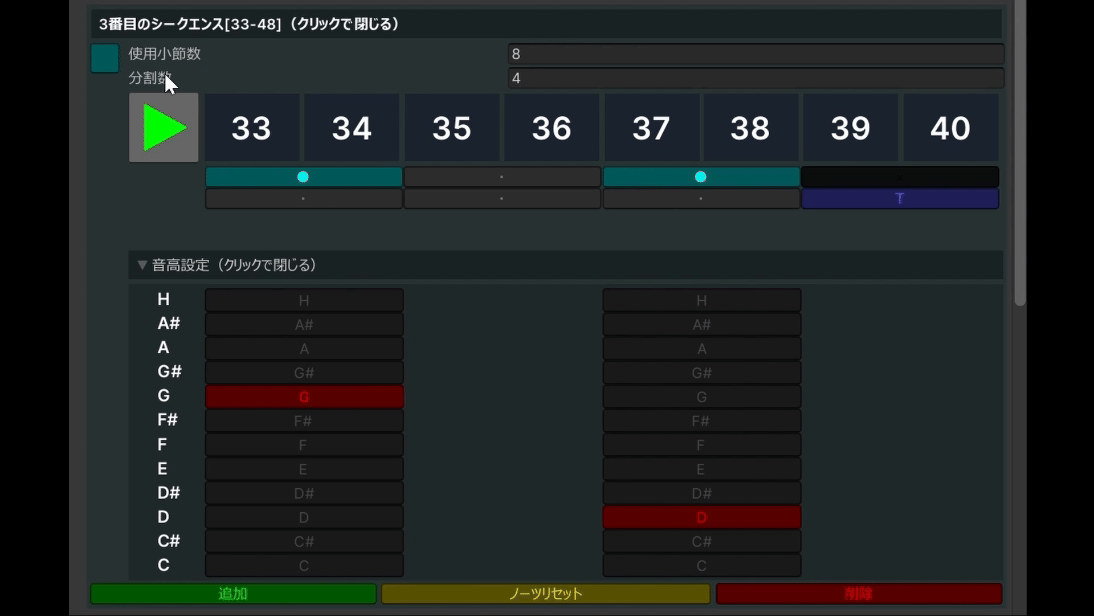 3番目のシークエンス[33-48]（クリックで閉じる）
使用小節数 8
分割数 4
33 34 35 36 37 38 39 40
T
▼音高設定（クリックで閉じる）
H H H
A# A# A#
A A A
G# G# G#
G G G
F# F# F#
F F F
E E E
D# D# D#
D D D
C# C# C#
C C C
追加 ノーツリセット 削除